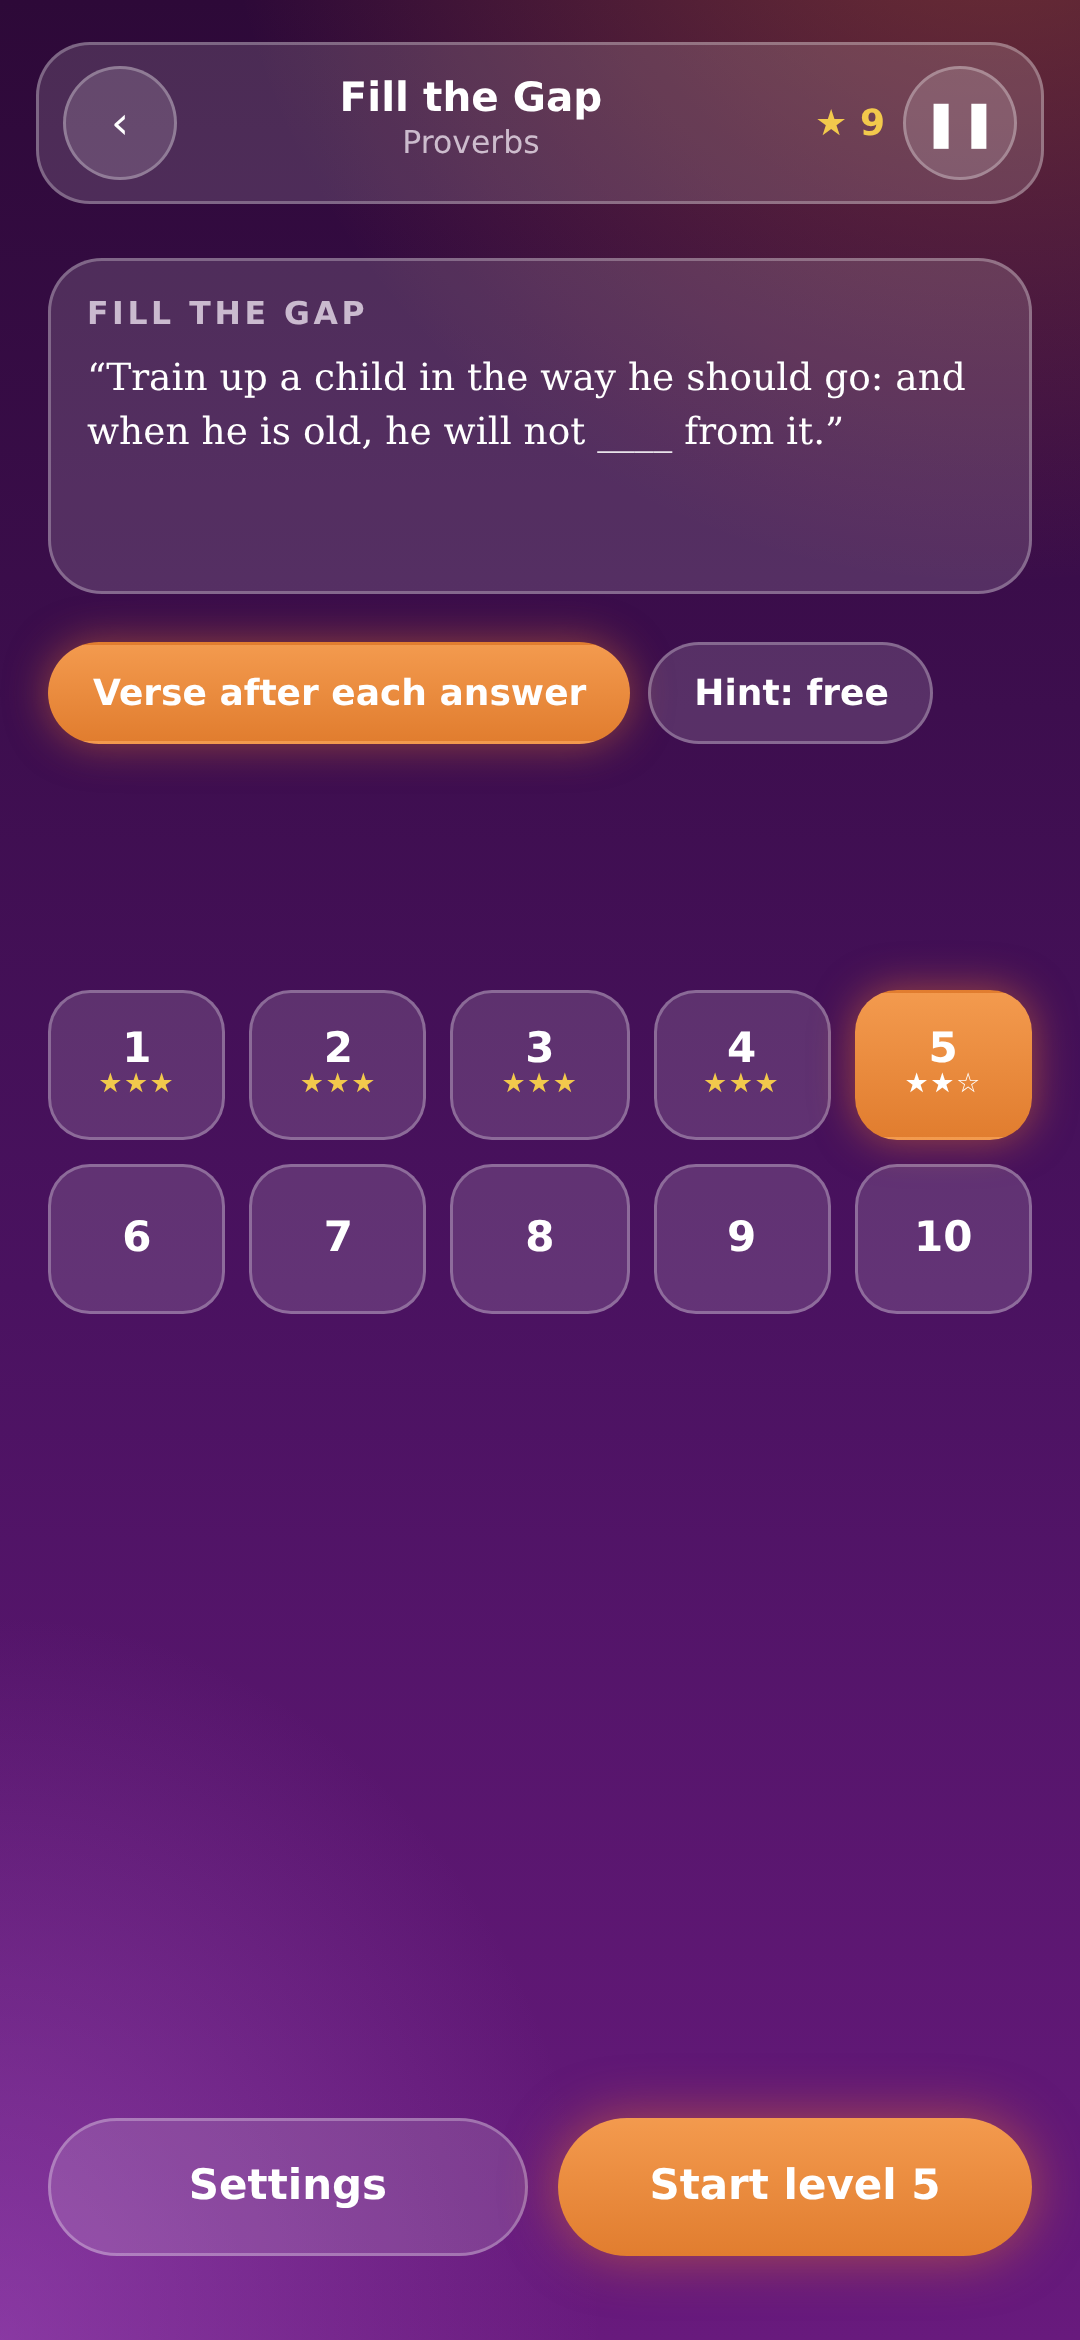 ‹
Fill the Gap
Proverbs
★ 9
❚❚
FILL THE GAP
“Train up a child in the way he should go: and
when he is old, he will not ____ from it.”
Verse after each answer
Hint: free
1
★★★
2
★★★
3
★★★
4
★★★
5
★★☆
6
7
8
9
10
Settings
Start level 5